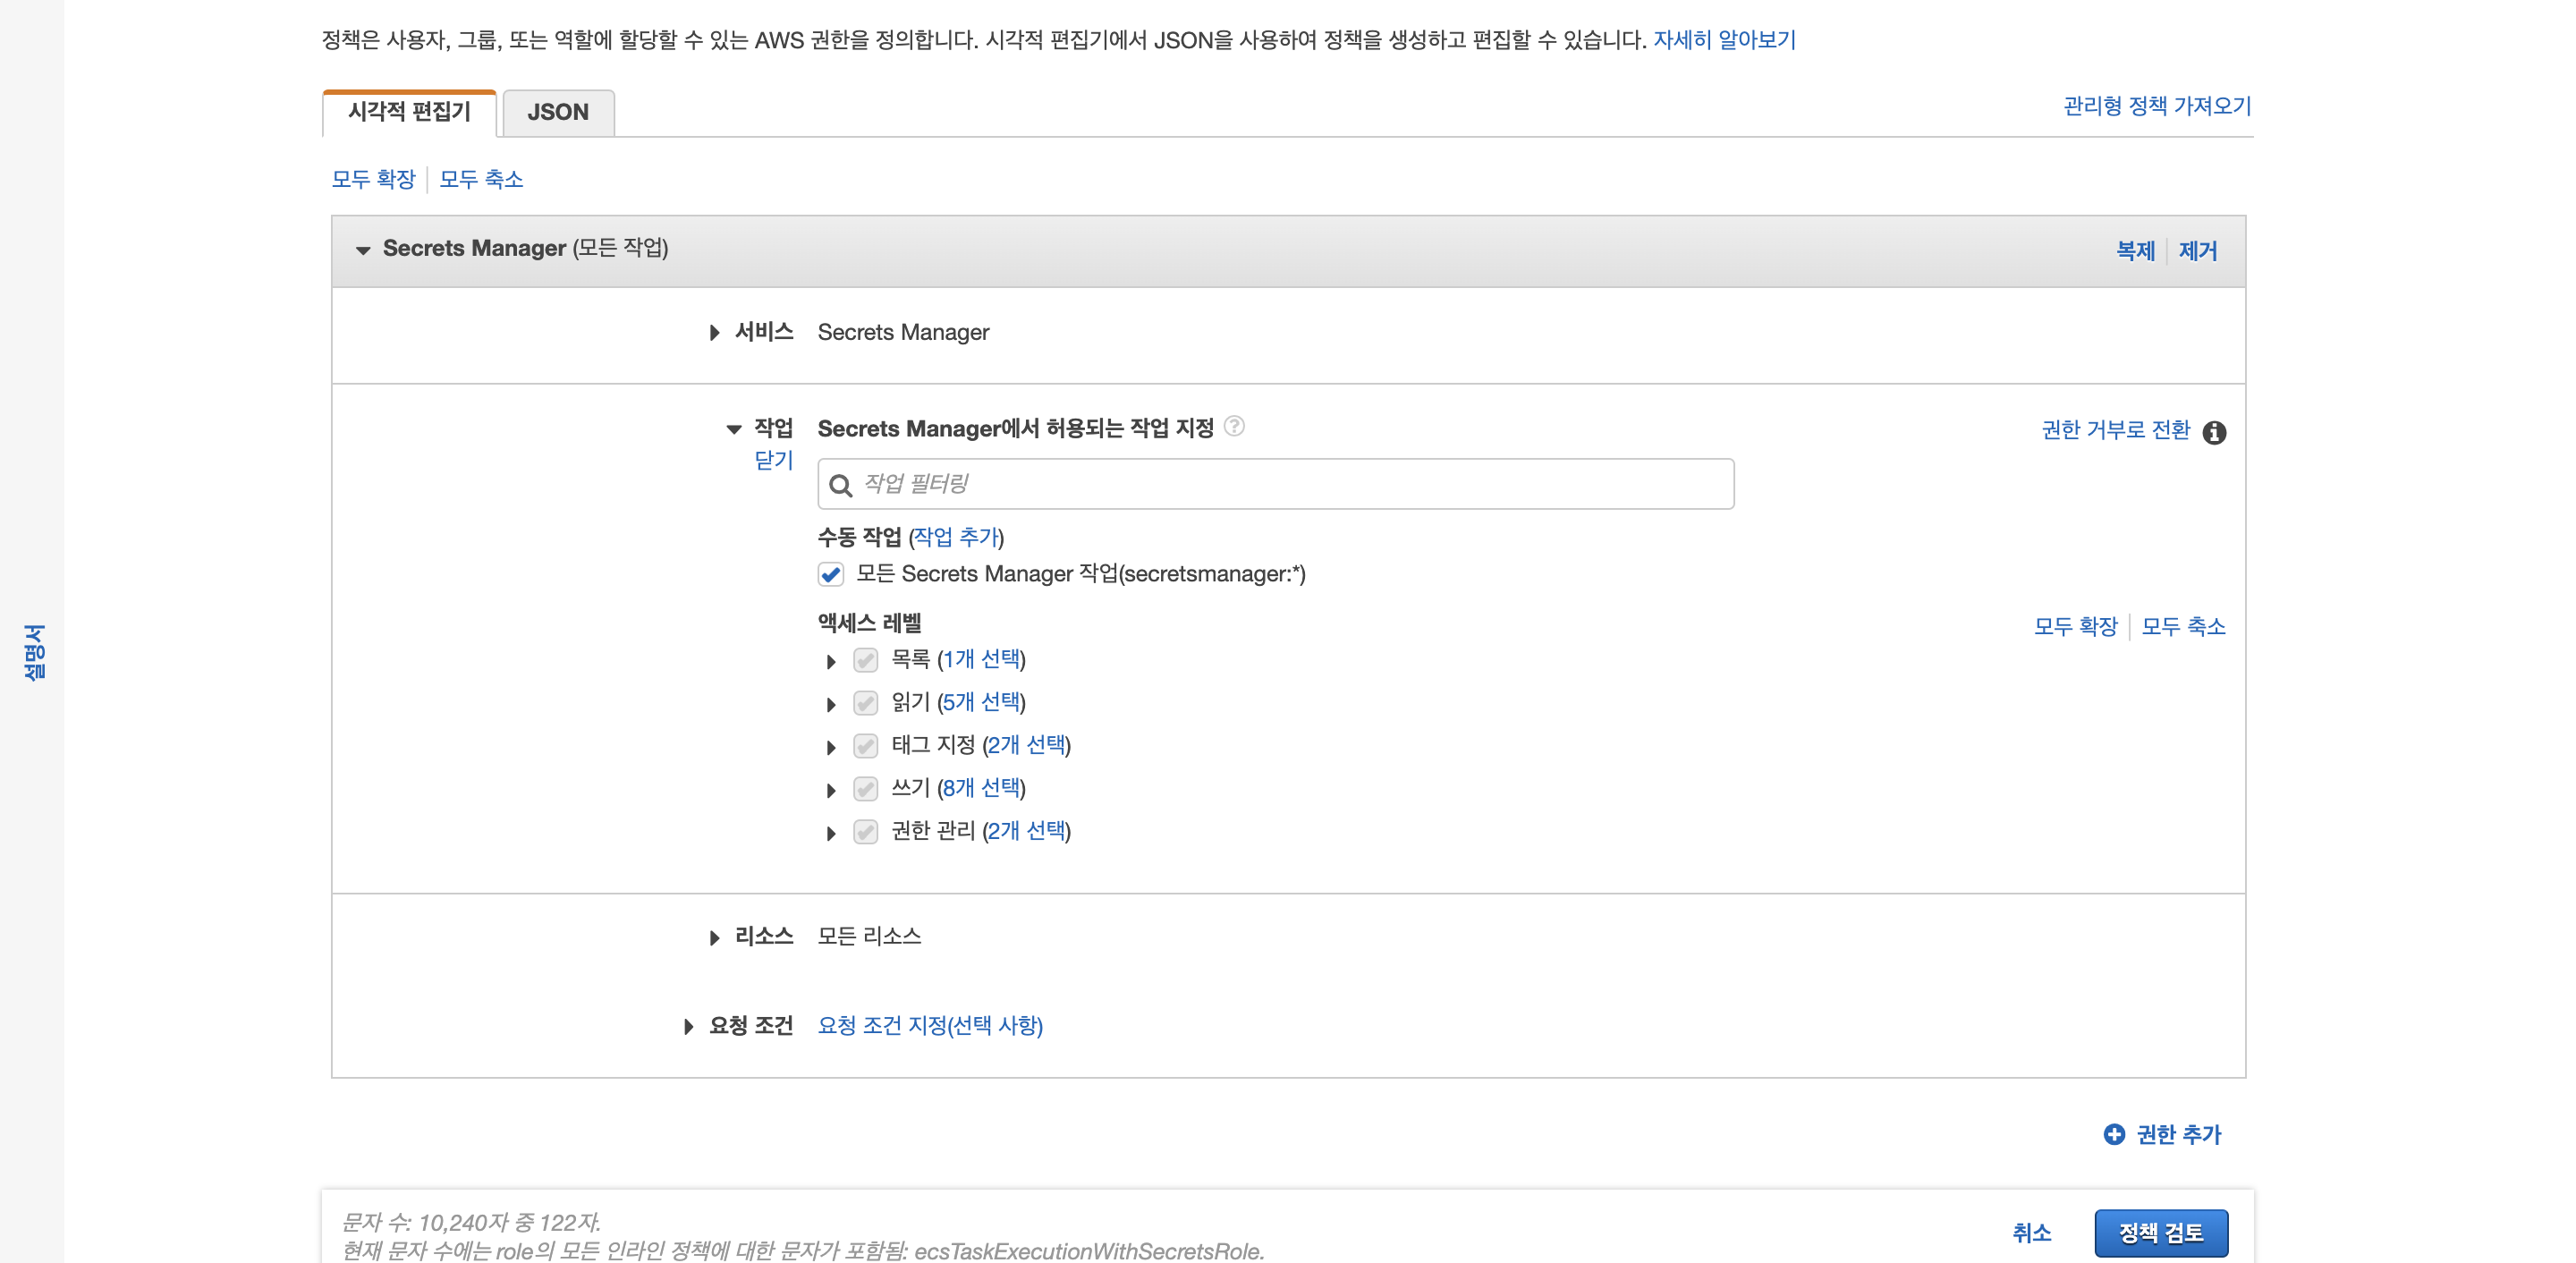 정책은 사용자, 그룹, 또는 역할에 할당할 수 있는 AWS 권한을 정의합니다. 시각적 편집기에서 JSON을 사용하여 정책을 생성하고 편집할 수 있습니다. 자세히 알아보기
시각적 편집기 JSON 관리형 정책 가져오기
모두 확장 모두 축소
Secrets Manager (모든 작업) 복제 제거
서비스 Secrets Manager
작업 Secrets Manager에서 허용되는 작업 지정 권한 거부로 전환
닫기
작업 필터링
수동 작업 (작업 추가)
모든 Secrets Manager 작업(secretsmanager:*)
액세스 레벨 모두 확장 모두 축소
목록 (1개 선택)
읽기 (5개 선택)
태그 지정 (2개 선택)
쓰기 (8개 선택)
권한 관리 (2개 선택)
설명서
리소스 모든 리소스
요청 조건 요청 조건 지정(선택 사항)
권한 추가
문자 수: 10,240자 중 122자.
현재 문자 수에는 role의 모든 인라인 정책에 대한 문자가 포함됨: ecsTaskExecutionWithSecretsRole.
취소 정책 검토